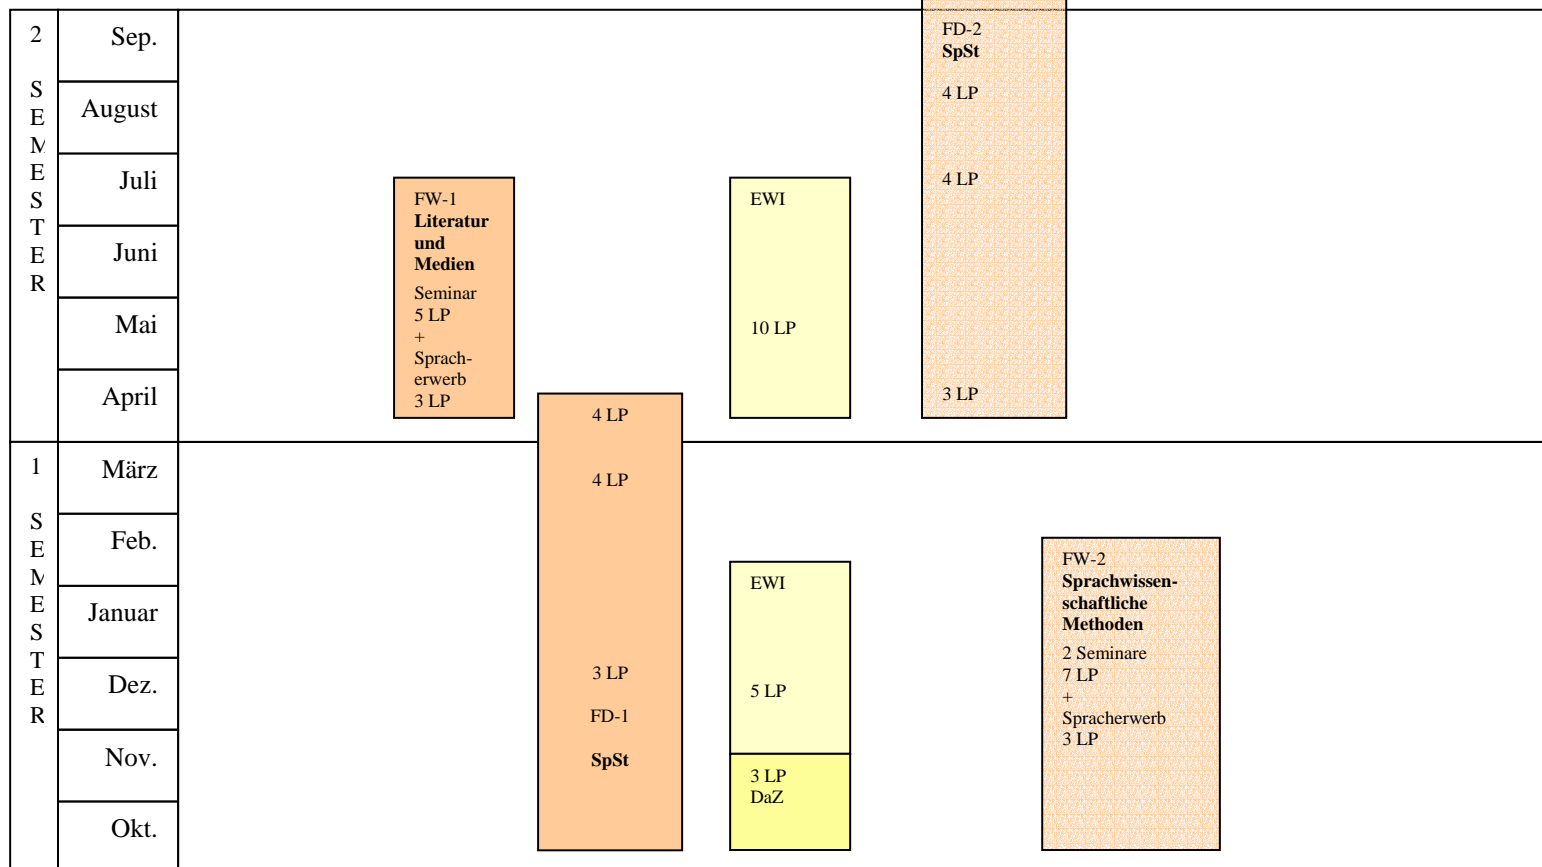 2
S
E
M
E
S
T
E
R
Sep.
August
Juli
Juni
Mai
April
FW-1
Literatur
und
Medien
Seminar
5 LP
+
Sprach-
erwerb
3 LP
EWI
10 LP
FD-2
SpSt
4 LP
4 LP
3 LP
1
S
E
M
E
S
T
E
R
März
Feb.
Januar
Dez.
Nov.
Okt.
4 LP
4 LP
3 LP
FD-1
SpSt
EWI
5 LP
3 LP
DaZ
FW-2
Sprachwissen-
schaftliche
Methoden
2 Seminare
7 LP
+
Spracherwerb
3 LP